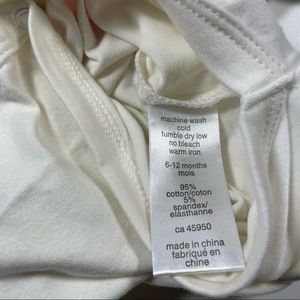 machine wash
cold
tumble dry low
no bleach
warm iron
6-12 months
mois
95%
cotton/coton
5%
spandex/
elasthanne
ca 45950
made in china
fabriqué en
chine